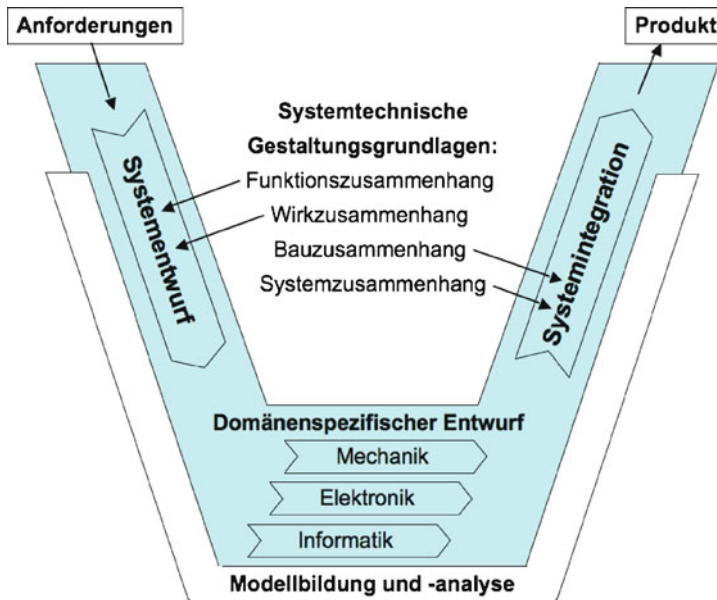 Anforderungen
Produkt
Systemtechnische
Gestaltungsgrundlagen:
Funktionszusammenhang
Wirkzusammenhang
Bauzusammenhang
Systemzusammenhang
Systementwurf
Systemintegration
Domänenspezifischer Entwurf
Mechanik
Elektronik
Informatik
Modellbildung und -analyse